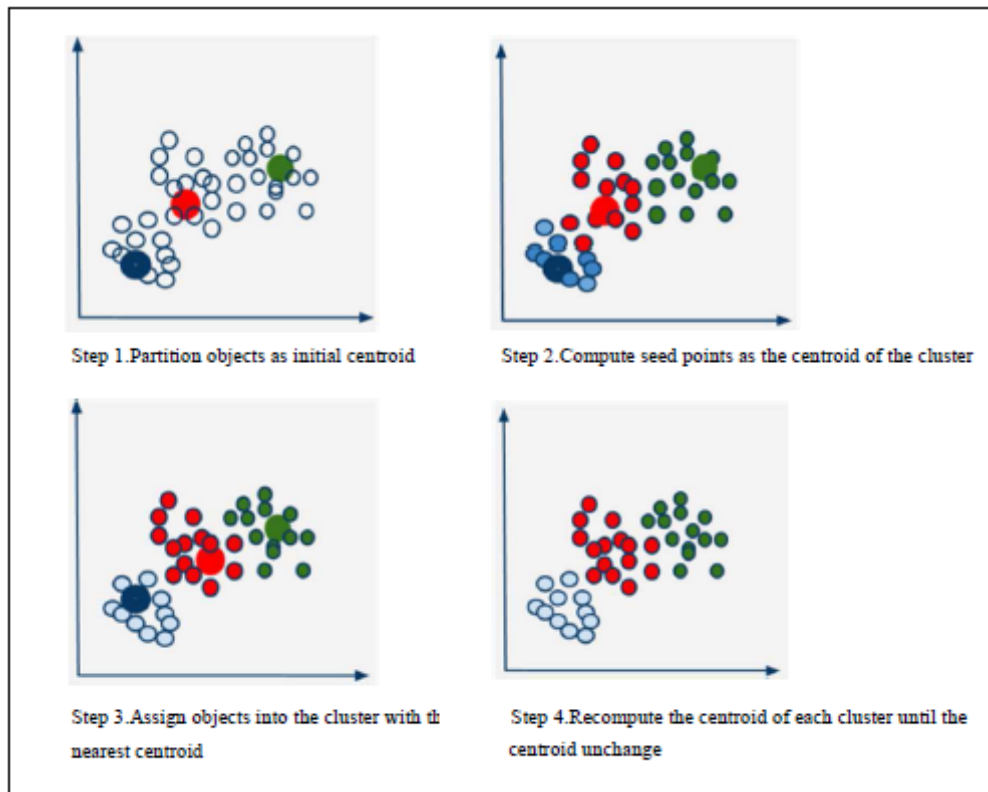 Step 1.Partition objects as initial centroid
Step 2.Compute seed points as the centroid of the cluster
Step 3.Assign objects into the cluster with th
nearest centroid
Step 4.Recompute the centroid of each cluster until the
centroid unchange